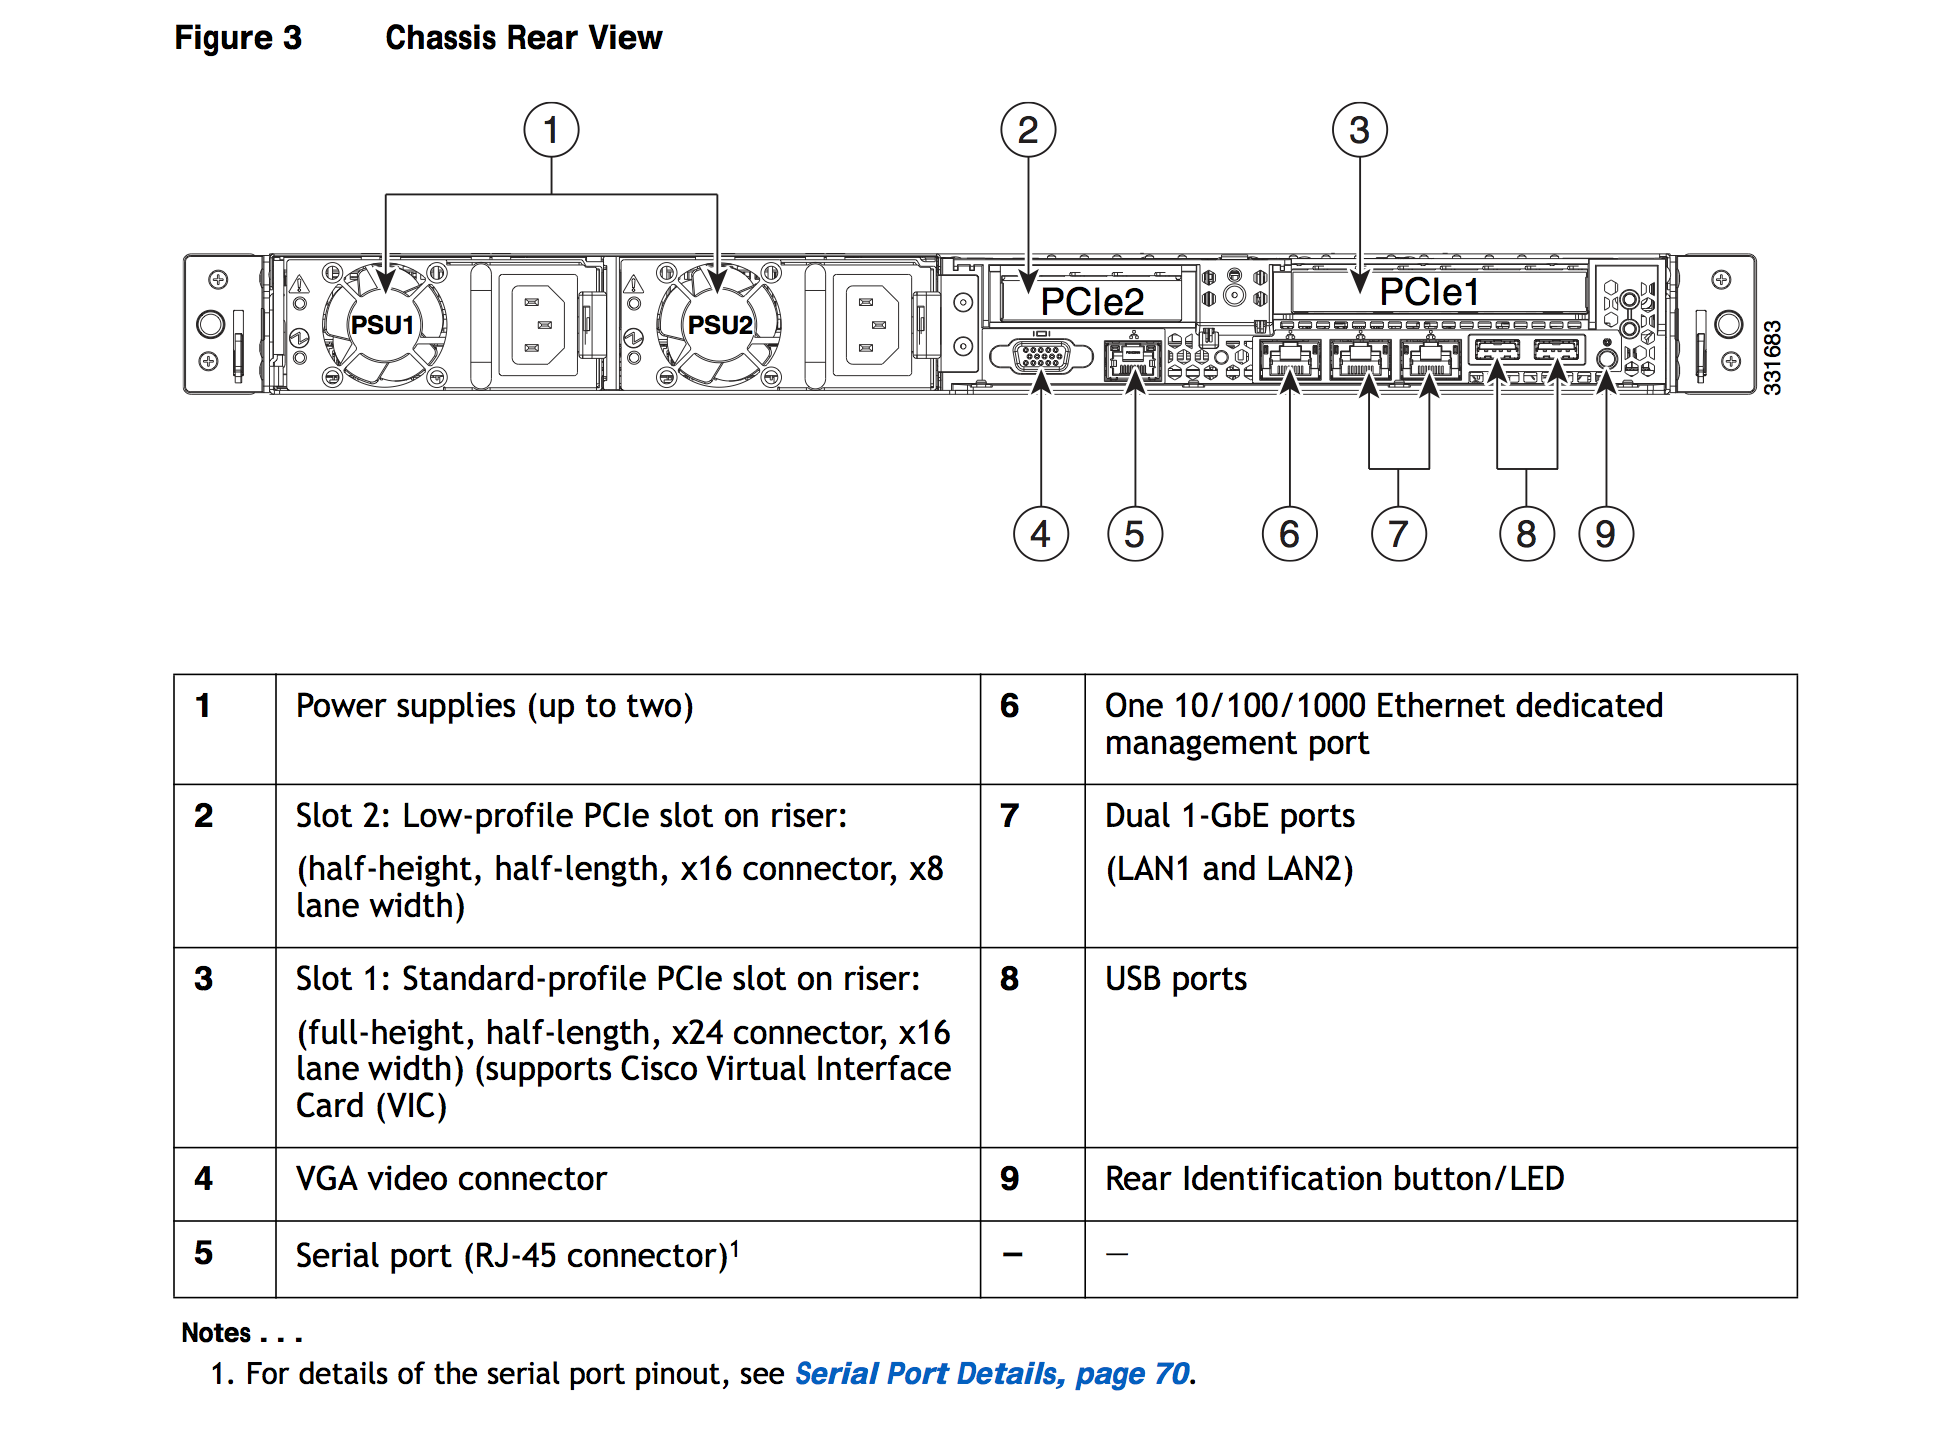 Figure 3 Chassis Rear View
1 2 3
PSU1 PSU2 PCIe2 PCIe1
331683
4 5 6 7 8 9
1 Power supplies (up to two)
6 One 10/100/1000 Ethernet dedicated
management port
2 Slot 2: Low-profile PCIe slot on riser:
(half-height, half-length, x16 connector, x8
lane width)
7 Dual 1-GbE ports
(LAN1 and LAN2)
3 Slot 1: Standard-profile PCIe slot on riser:
(full-height, half-length, x24 connector, x16
lane width) (supports Cisco Virtual Interface
Card (VIC)
8 USB ports
4 VGA video connector
9 Rear Identification button/LED
5 Serial port (RJ-45 connector)1
– —
Notes . . .
1. For details of the serial port pinout, see Serial Port Details, page 70.